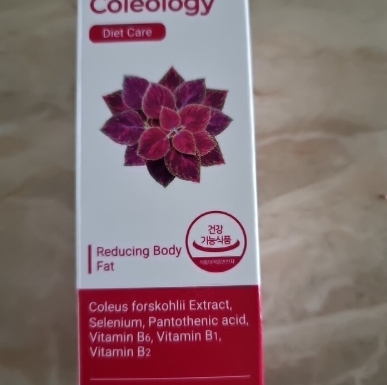 Coleology
Diet Care
건강
기능식품
Reducing Body
Fat
Coleus forskohlii Extract,
Selenium, Pantothenic acid,
Vitamin B6, Vitamin B1,
Vitamin B2